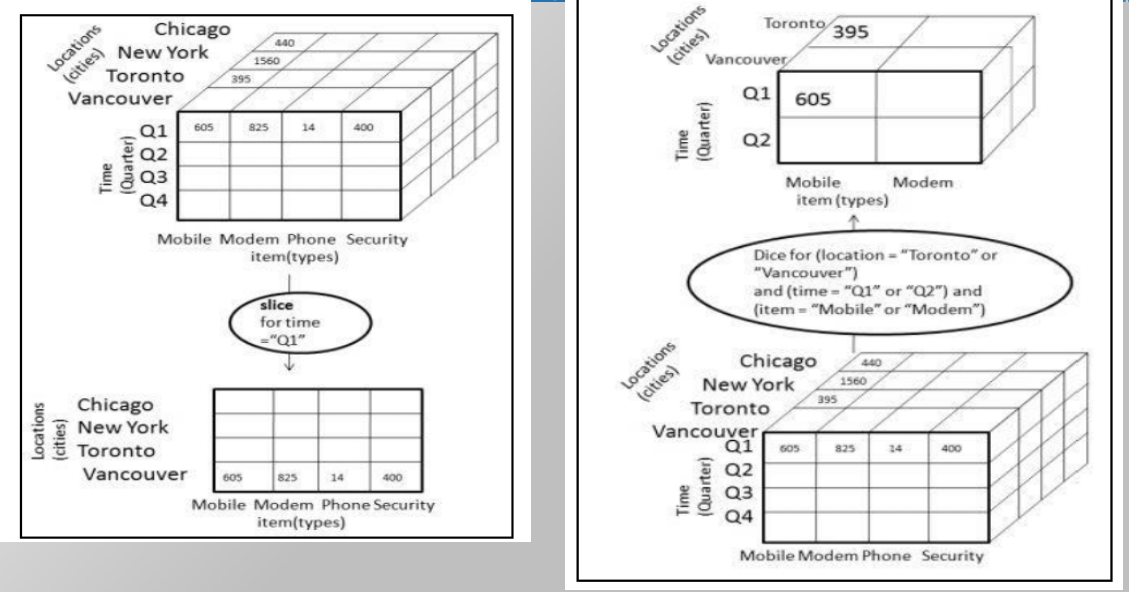 Locations
(cities)
Chicago
New York
Toronto
Vancouver
440
1560
395
Time
(Quarter)
Q1 605 825 14 400
Q2
Q3
Q4
Mobile Modem Phone Security
item(types)
slice
for time
="Q1"
Locations
(cities)
Chicago
New York
Toronto
Vancouver 605 825 14 400
Mobile Modem Phone Security
item(types)
Locations
(cities)
Toronto 395
Vancouver
Time
(Quarter)
Q1 605
Q2
Mobile Modem
item (types)
Dice for (location = "Toronto" or
"Vancouver")
and (time = "Q1" or "Q2") and
(item = "Mobile" or "Modem")
Locations
(cities)
Chicago 440
New York 1560
Toronto 395
Vancouver
Time
(Quarter)
Q1 605 825 14 400
Q2
Q3
Q4
Mobile Modem Phone Security